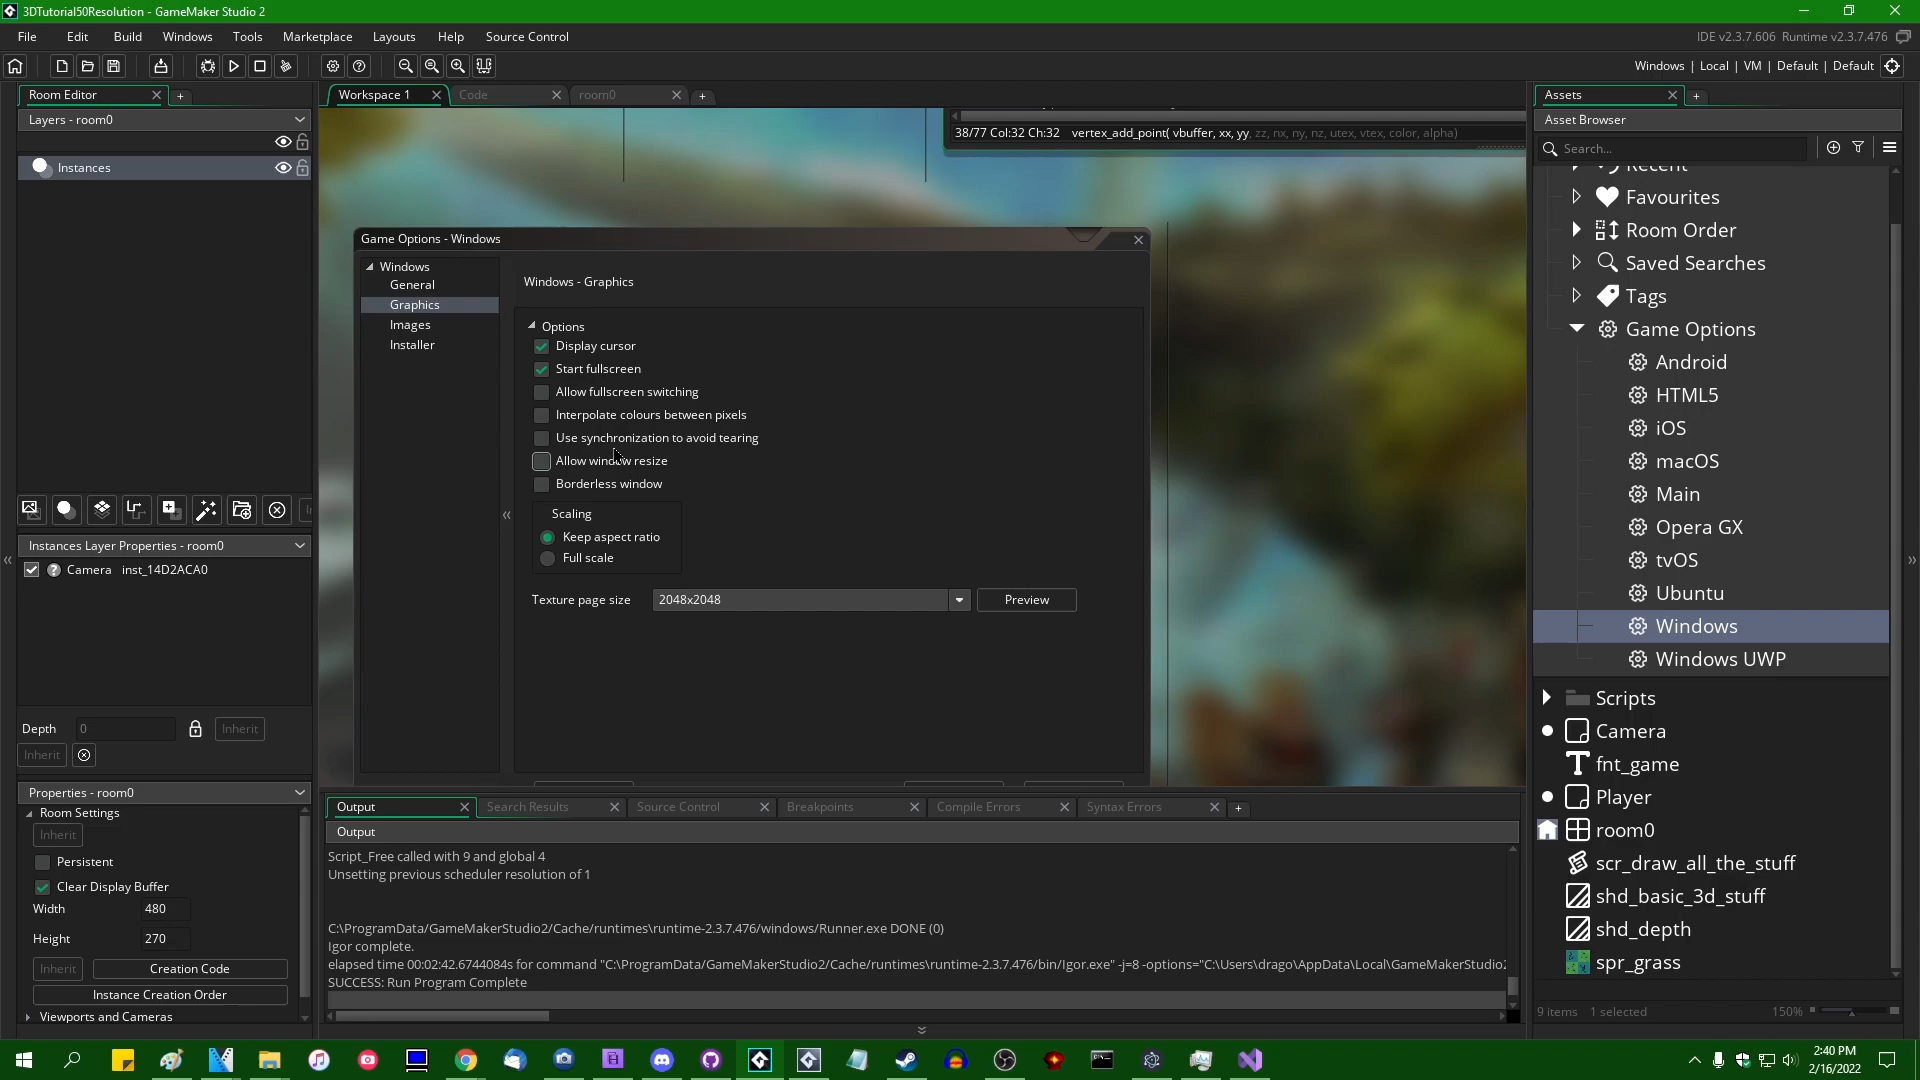 3DTutorial50Resolution - GameMaker Studio 2
File Edit Build Windows Tools Marketplace Layouts Help Source Control
IDE v2.3.7.606 Runtime v2.3.7.476
Windows | Local | VM | Default | Default
Room Editor
Layers - room0
Instances
Instances Layer Properties - room0
Camera inst_14D2ACA0
Depth 0 Inherit
Inherit
Properties - room0
Room Settings
Inherit
Persistent
Clear Display Buffer
Width 480
Height 270
Inherit Creation Code
Instance Creation Order
Viewports and Cameras
Workspace 1 Code room0
38/77 Col:32 Ch:32 vertex_add_point( vbuffer, xx, yy, zz, nx, ny, nz, utex, vtex, color, alpha)
Game Options - Windows
Windows
General
Graphics
Images
Installer
Windows - Graphics
Options
Display cursor
Start fullscreen
Allow fullscreen switching
Interpolate colours between pixels
Use synchronization to avoid tearing
Allow window resize
Borderless window
Scaling
Keep aspect ratio
Full scale
Texture page size 2048x2048 Preview
Output Search Results Source Control Breakpoints Compile Errors Syntax Errors
Output
Script_Free called with 9 and global 4
Unsetting previous scheduler resolution of 1
C:\ProgramData/GameMakerStudio2/Cache/runtimes\runtime-2.3.7.476/windows/Runner.exe DONE (0)
Igor complete.
elapsed time 00:02:42.6744084s for command "C:\ProgramData/GameMakerStudio2/Cache/runtimes\runtime-2.3.7.476/bin/Igor.exe" -j=8 -options="C:\Users\drago\AppData\Local\GameMakerStudio2
SUCCESS: Run Program Complete
Assets
Asset Browser
Search...
Recent
Favourites
Room Order
Saved Searches
Tags
Game Options
Android
HTML5
iOS
macOS
Main
Opera GX
tvOS
Ubuntu
Windows
Windows UWP
Scripts
Camera
fnt_game
Player
room0
scr_draw_all_the_stuff
shd_basic_3d_stuff
shd_depth
spr_grass
9 items 1 selected 150%
2:40 PM
2/16/2022